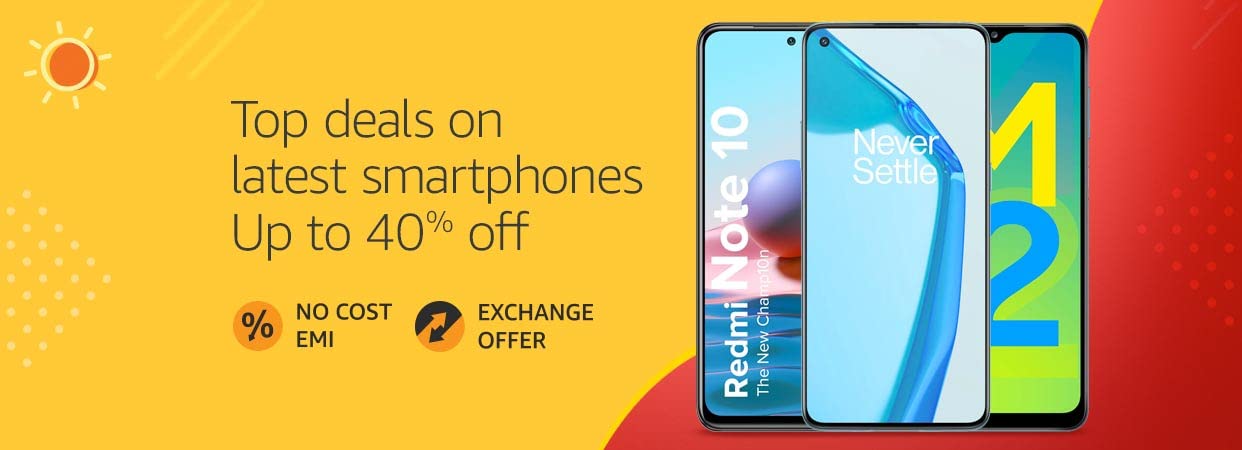 Top deals on
latest smartphones
Up to 40% off
%
NO COST
EMI
EXCHANGE
OFFER
Redmi Note 10
The New Champ10n
Never
Settle
M
12